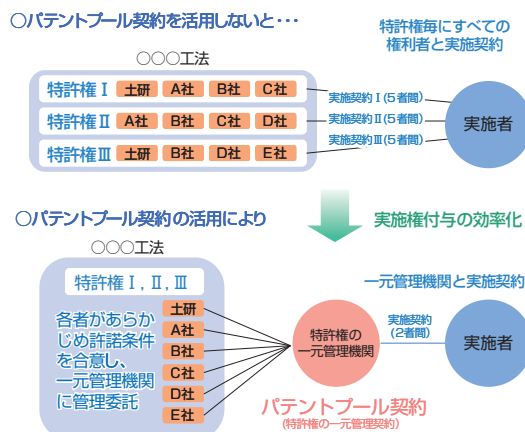 ○パテントプール契約を活用しないと・・・
特許権毎にすべての
権利者と実施契約
○○○工法
特許権Ⅰ 土研 A社 B社 C社
特許権Ⅱ A社 B社 C社 D社
特許権Ⅲ 土研 B社 D社 E社
実施契約Ⅰ(5者間)
実施契約Ⅱ(5者間)
実施契約Ⅲ(5者間)
実施者
実施権付与の効率化
○パテントプール契約の活用により
○○○工法
特許権Ⅰ,Ⅱ,Ⅲ
各者があらか
じめ許諾条件
を合意し、
一元管理機関
に管理委託
土研
A社
B社
C社
D社
E社
特許権の
一元管理機関
パテントプール契約
(特許権の一元管理契約)
一元管理機関と実施契約
実施契約
(2者間)
実施者